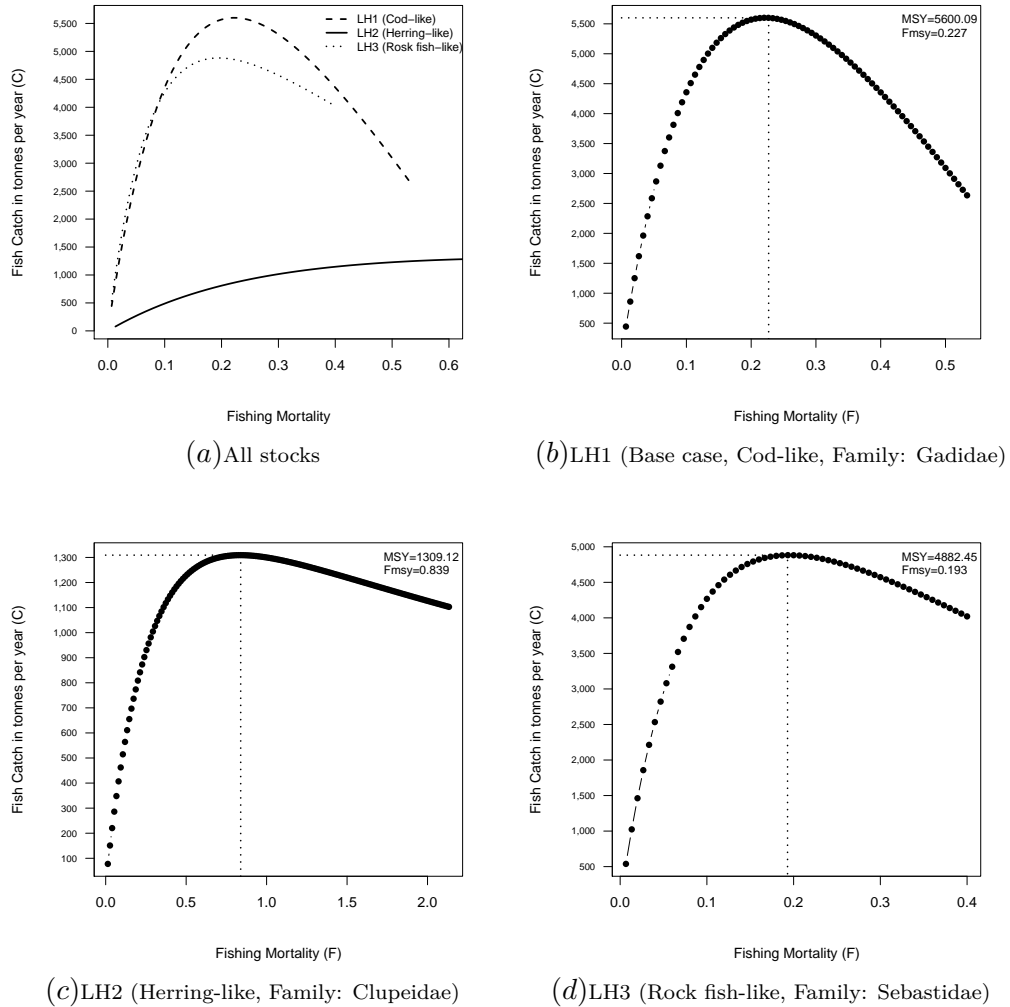 Fish Catch in tonnes per year (C)
5,500
5,000
4,500
4,000
3,500
3,000
2,500
2,000
1,500
1,000
500
0
LH1 (Cod−like)
LH2 (Herring−like)
LH3 (Rosk fish−like)
0.0 0.1 0.2 0.3 0.4 0.5 0.6
Fishing Mortality
(a) All stocks
Fish Catch in tonnes per year (C)
5,500
5,000
4,500
4,000
3,500
3,000
2,500
2,000
1,500
1,000
500
MSY=5600.09
Fmsy=0.227
0.0 0.1 0.2 0.3 0.4 0.5
Fishing Mortality (F)
(b) LH1 (Base case, Cod-like, Family: Gadidae)
Fish Catch in tonnes per year (C)
1,300
1,200
1,100
1,000
900
800
700
600
500
400
300
200
100
MSY=1309.12
Fmsy=0.839
0.0 0.5 1.0 1.5 2.0
Fishing Mortality (F)
(c) LH2 (Herring-like, Family: Clupeidae)
Fish Catch in tonnes per year (C)
5,000
4,500
4,000
3,500
3,000
2,500
2,000
1,500
1,000
500
MSY=4882.45
Fmsy=0.193
0.0 0.1 0.2 0.3 0.4
Fishing Mortality (F)
(d) LH3 (Rock fish-like, Family: Sebastidae)